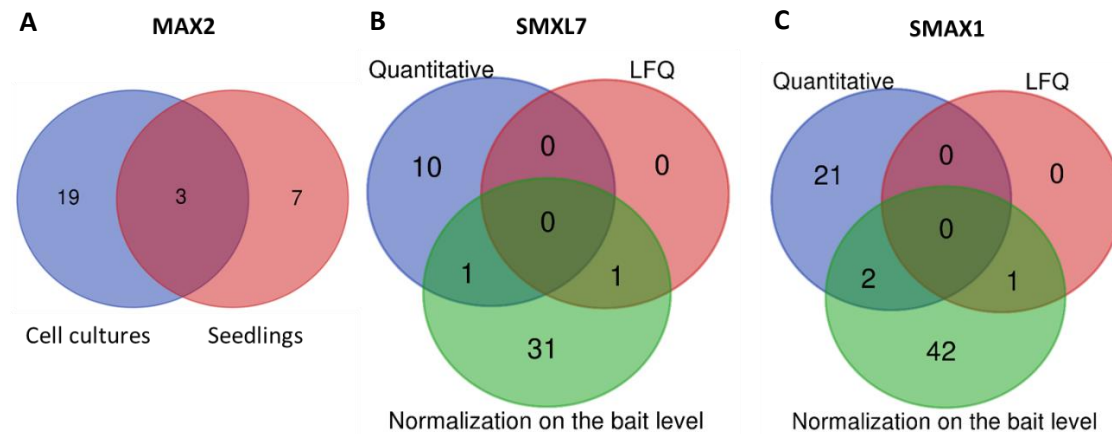 A
MAX2
19
3
7
Cell cultures
Seedlings
B
SMXL7
Quantitative
LFQ
10
0
0
0
1
1
31
Normalization on the bait level
C
SMAX1
Quantitative
LFQ
21
0
0
0
2
1
42
Normalization on the bait level